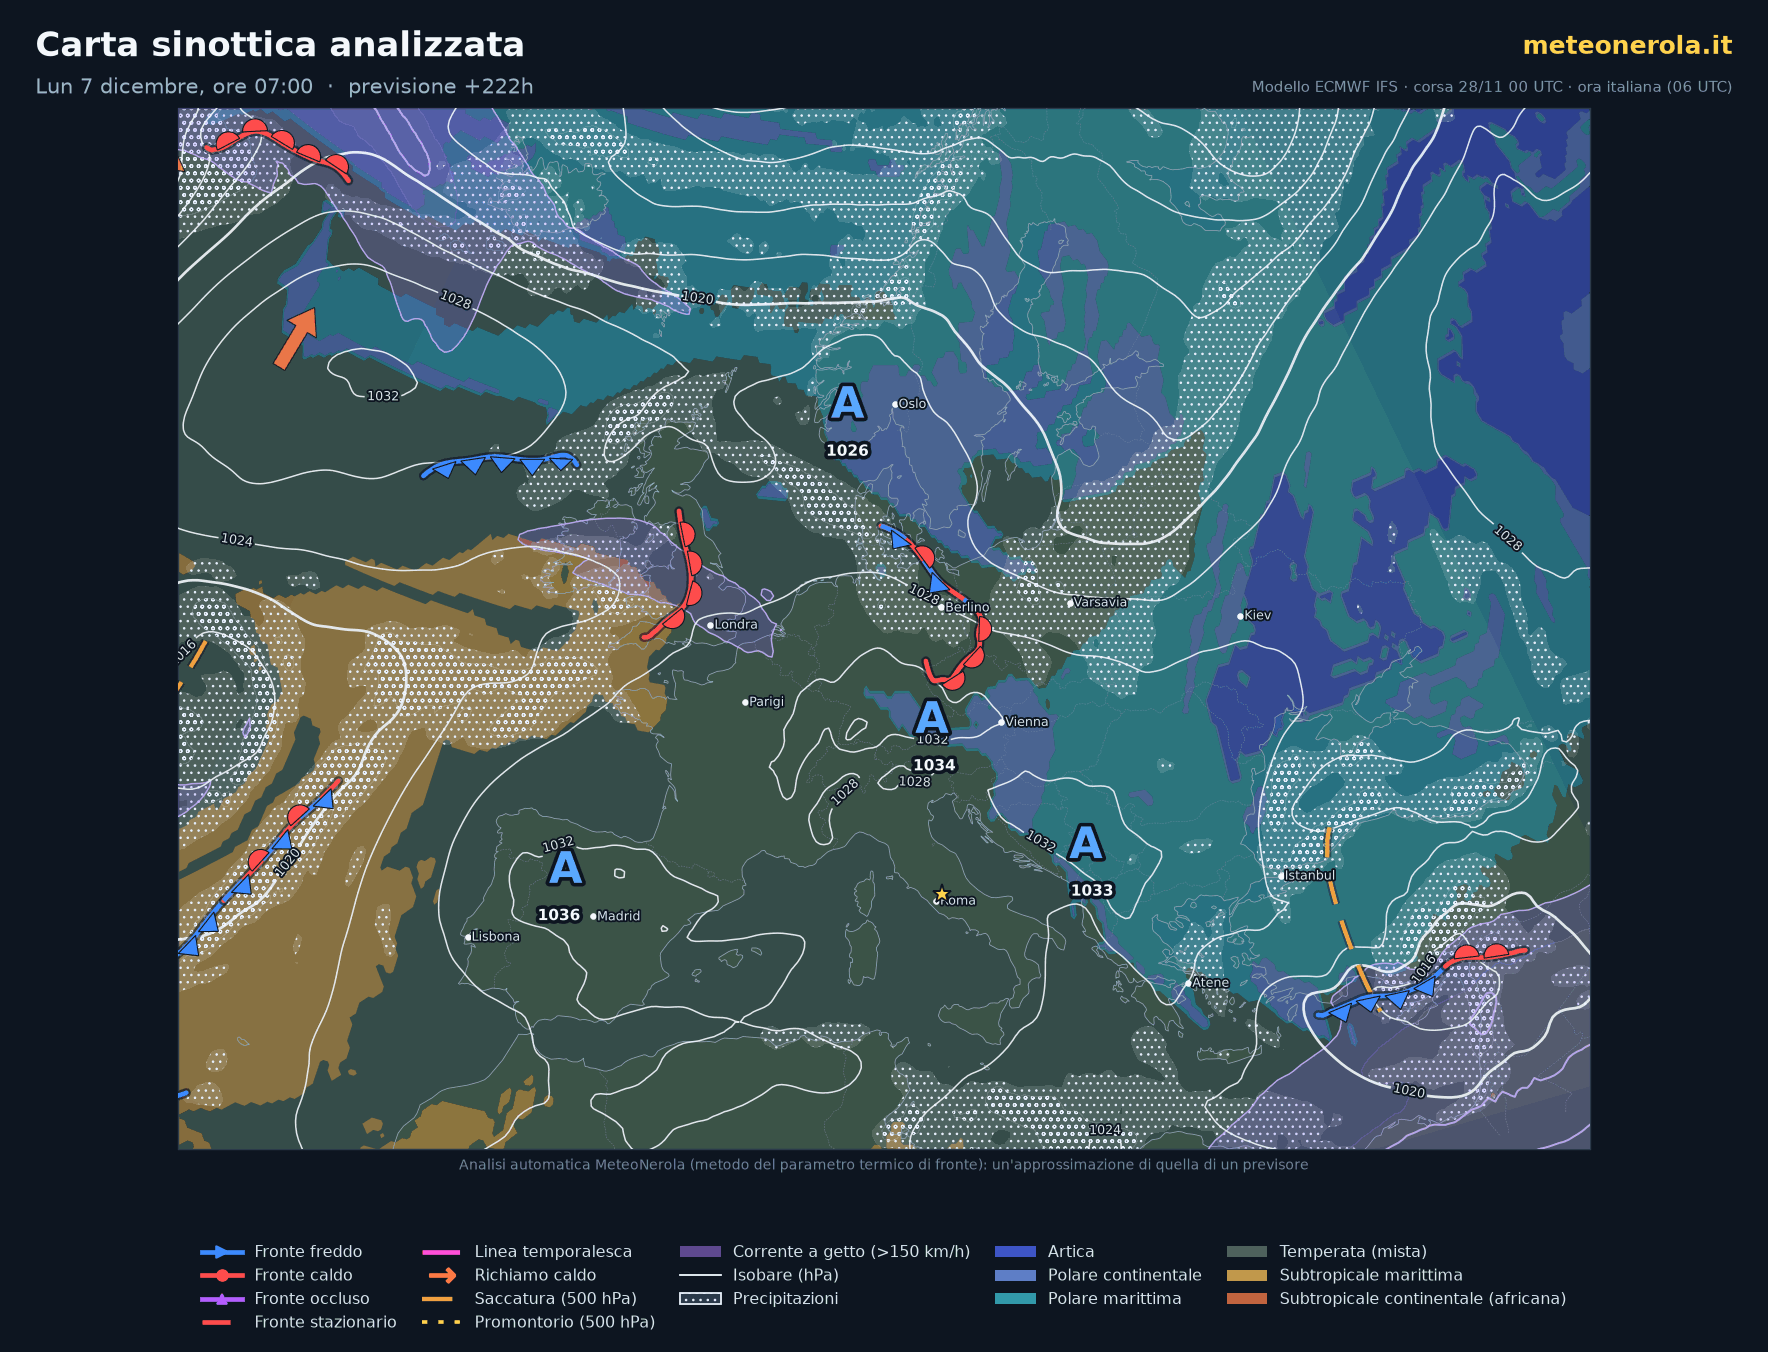 Carta sinottica analizzata
meteonerola.it
Lun 7 dicembre, ore 07:00 · previsione +222h
Modello ECMWF IFS · corsa 28/11 00 UTC · ora italiana (06 UTC)
1028
1020
1032
A
Oslo
1026
1024
1028
1028
Berlino
Varsavia
Kiev
Londra
1016
Parigi
A
Vienna
1032
1034
1028
1028
1032
1032
A
A
1020
1033
Istanbul
1036
Madrid
Roma
Lisbona
1016
Atene
1020
1024
Analisi automatica MeteoNerola (metodo del parametro termico di fronte): un'approssimazione di quella di un previsore
Fronte freddo
Linea temporalesca
Corrente a getto (>150 km/h)
Artica
Temperata (mista)
Fronte caldo
Richiamo caldo
Isobare (hPa)
Polare continentale
Subtropicale marittima
Fronte occluso
Saccatura (500 hPa)
Precipitazioni
Polare marittima
Subtropicale continentale (africana)
Fronte stazionario
Promontorio (500 hPa)